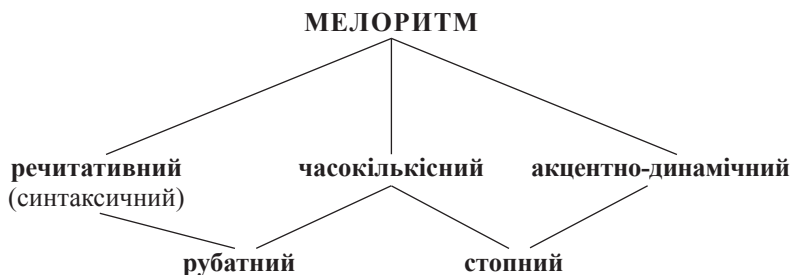 МЕЛОРИТМ
речитативний часокількісний акцентно-динамічний
(синтаксичний)
рубатний стопний